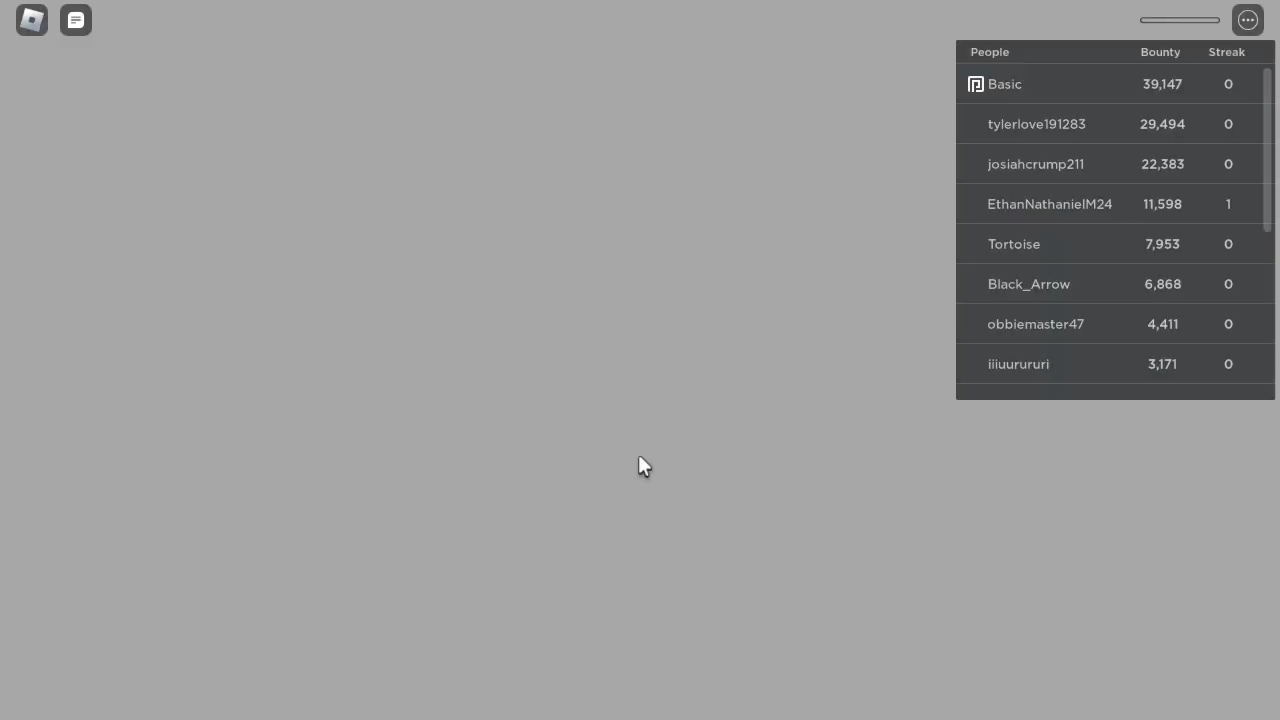 People Bounty Streak
Basic 39,147 0
tylerlove191283 29,494 0
josiahcrump211 22,383 0
EthanNathanielM24 11,598 1
Tortoise 7,953 0
Black_Arrow 6,868 0
obbiemaster47 4,411 0
iiiuurururi 3,171 0